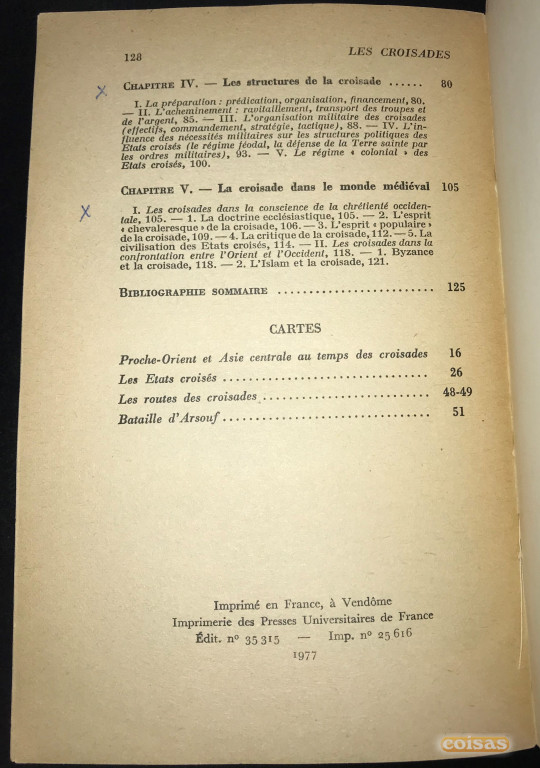 128 LES CROISADES
x CHAPITRE IV. — Les structures de la croisade ...... 80
I. La préparation : prédication, organisation, financement, 80.
— II. L'acheminement : ravitaillement, transport des troupes et
de l'argent, 85. — III. L'organisation militaire des croisades
(effectifs, commandement, stratégie, tactique), 88. — IV. L'in-
fluence des nécessités militaires sur les structures politiques des
Etats croisés (le régime féodal, la défense de la Terre sainte par
les ordres militaires), 93. — V. Le régime « colonial » des
Etats croisés, 100.
CHAPITRE V. — La croisade dans le monde médiéval 105
x I. Les croisades dans la conscience de la chrétienté occiden-
tale, 105. — 1. La doctrine ecclésiastique, 105. — 2. L'esprit
« chevaleresque » de la croisade, 106. — 3. L'esprit « populaire »
de la croisade, 109. — 4. La critique de la croisade, 112. — 5. La
civilisation des Etats croisés, 114. — II. Les croisades dans la
confrontation entre l'Orient et l'Occident, 118. — 1. Byzance
et la croisade, 118. — 2. L'Islam et la croisade, 121.
BIBLIOGRAPHIE SOMMAIRE .......................... 125
CARTES
Proche-Orient et Asie centrale au temps des croisades 16
Les Etats croisés ................................. 26
Les routes des croisades ........................... 48-49
Bataille d'Arsouf ................................. 51
Imprimé en France, à Vendôme
Imprimerie des Presses Universitaires de France
Édit. nº 35 315 — Imp. nº 25 616
1977
coisas